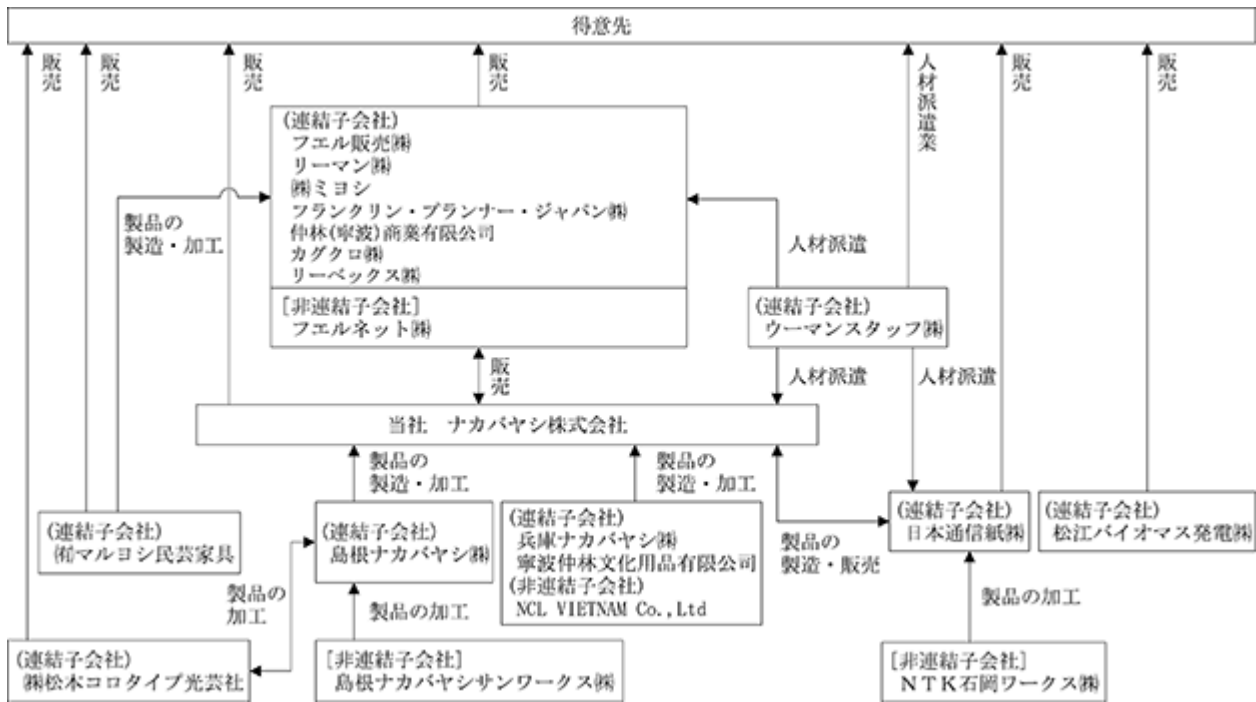 得意先
販売
販売
販売
販売
人材派遣業
販売
販売
(連結子会社)
フエル販売㈱
リーマン㈱
㈱ミヨシ
フランクリン・プランナー・ジャパン㈱
仲林(寧波)商業有限公司
カグクロ㈱
リーベックス㈱
[非連結子会社]
フエルネット㈱
製品の
製造・加工
人材派遣
(連結子会社)
ウーマンスタッフ㈱
販売
人材派遣
人材派遣
当社　ナカバヤシ株式会社
製品の
製造・加工
製品の
製造・加工
(連結子会社)
㈲マルヨシ民芸家具
(連結子会社)
島根ナカバヤシ㈱
(連結子会社)
兵庫ナカバヤシ㈱
寧波仲林文化用品有限公司
(非連結子会社)
NCL VIETNAM Co.,Ltd
製品の
製造・販売
(連結子会社)
日本通信紙㈱
(連結子会社)
松江バイオマス発電㈱
製品の
加工
製品の加工
製品の加工
(連結子会社)
㈱松本コロタイプ光芸社
[非連結子会社]
島根ナカバヤシサンワークス㈱
[非連結子会社]
ＮＴＫ石岡ワークス㈱